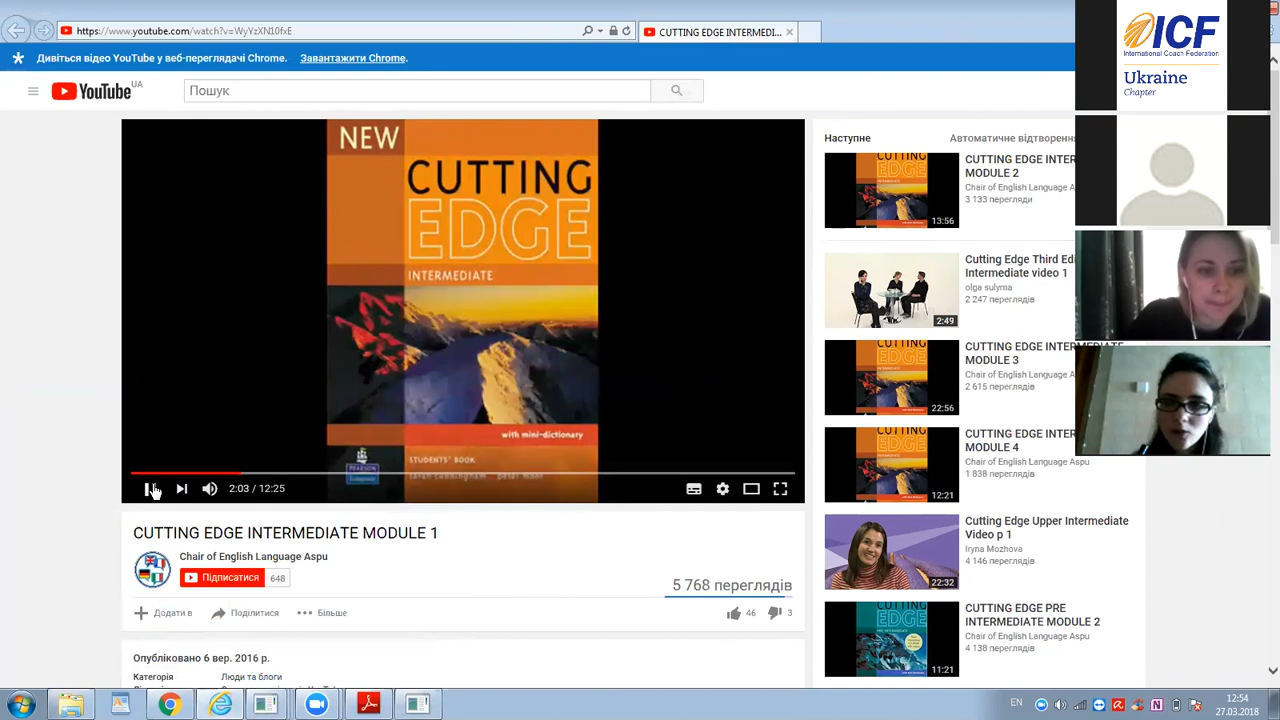 https://www.youtube.com/watch?v=WyYzXN10fxE
CUTTING EDGE INTERMEDI...
Дивіться відео YouTube у веб-переглядачі Chrome.
Завантажити Chrome.
YouTube UA
Пошук
NEW
CUTTING
EDGE
INTERMEDIATE
with mini-dictionary
STUDENTS' BOOK
PEARSON
Longman
sarah cunningham peter moor
2:03 / 12:25
CUTTING EDGE INTERMEDIATE MODULE 1
Chair of English Language Aspu
Підписатися
648
5 768 переглядів
Додати в
Поділитися
Більше
46
3
Опубліковано 6 вер. 2016 р.
Категорія
Люди та блоги
Наступне
Автоматичне відтворення
CUTTING EDGE INTER
MODULE 2
Chair of English Language Aspu
3 133 перегляди
13:56
Cutting Edge Third Edi
Intermediate video 1
olga sulyma
2 247 переглядів
2:49
CUTTING EDGE INTERMEDIATE
MODULE 3
Chair of English Language A
2 615 переглядів
22:56
CUTTING EDGE INTER
MODULE 4
Chair of English Language Aspu
1 838 переглядів
12:21
Cutting Edge Upper Intermediate
Video p 1
Iryna Mozhova
4 146 переглядів
22:32
CUTTING EDGE PRE
INTERMEDIATE MODULE 2
Chair of English Language Aspu
4 138 переглядів
11:21
ICF
International Coach Federation
Ukraine
Chapter
EN
12:54
27.03.2018